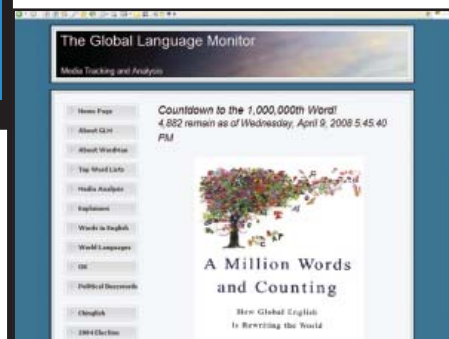 The Global Language Monitor
Media Tracking and Analysis
Home Page
About GLM
About WordMan
Top Word Lists
Media Analysis
Explainers
Words in English
World Languages
Political Buzzwords
Chinglish
2004 Election
Countdown to the 1,000,000th Word!
4,882 remain as of Wednesday, April 9, 2008 5:45:40
PM
A Million Words
and Counting
How Global English
Is Rewriting the World